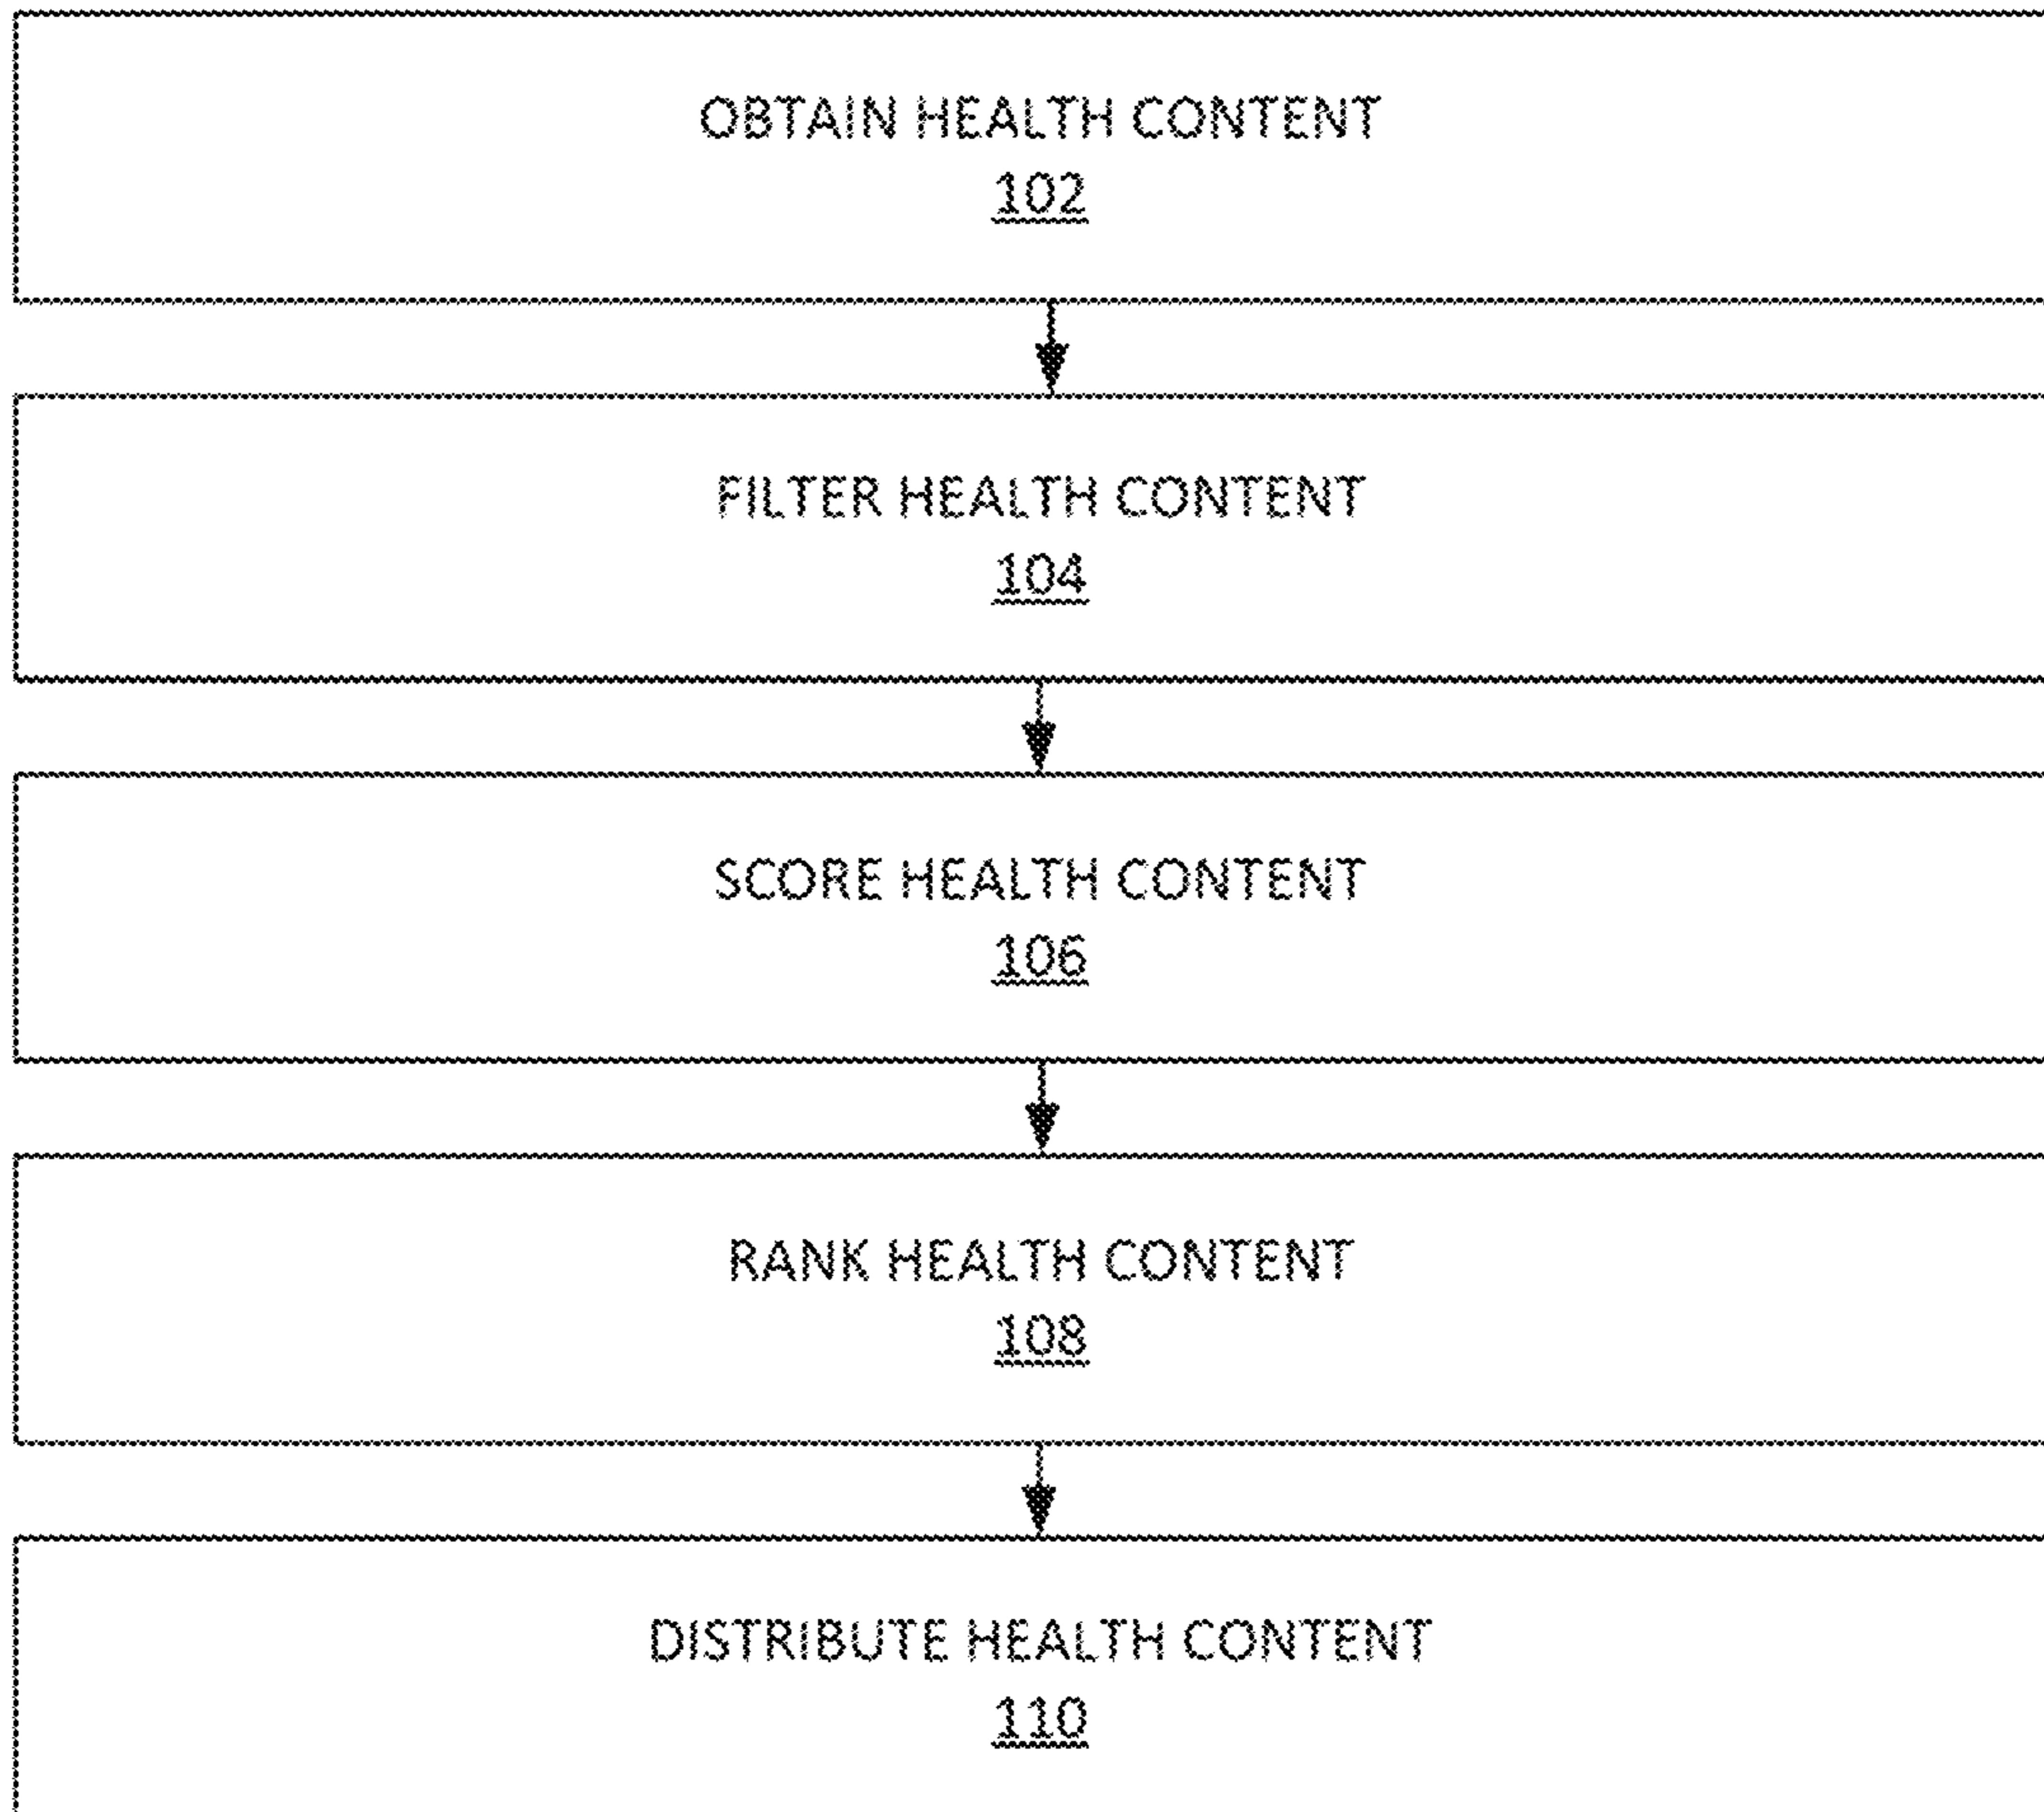 OBTAIN HEALTH CONTENT
102
FILTER HEALTH CONTENT
104
SCORE HEALTH CONTENT
106
RANK HEALTH CONTENT
108
DISTRIBUTE HEALTH CONTENT
110